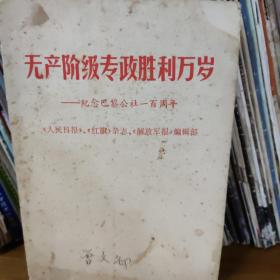 无产阶级专政胜利万岁
——纪念巴黎公社一百周年
《人民日报》、《红旗》杂志、《解放军报》编辑部